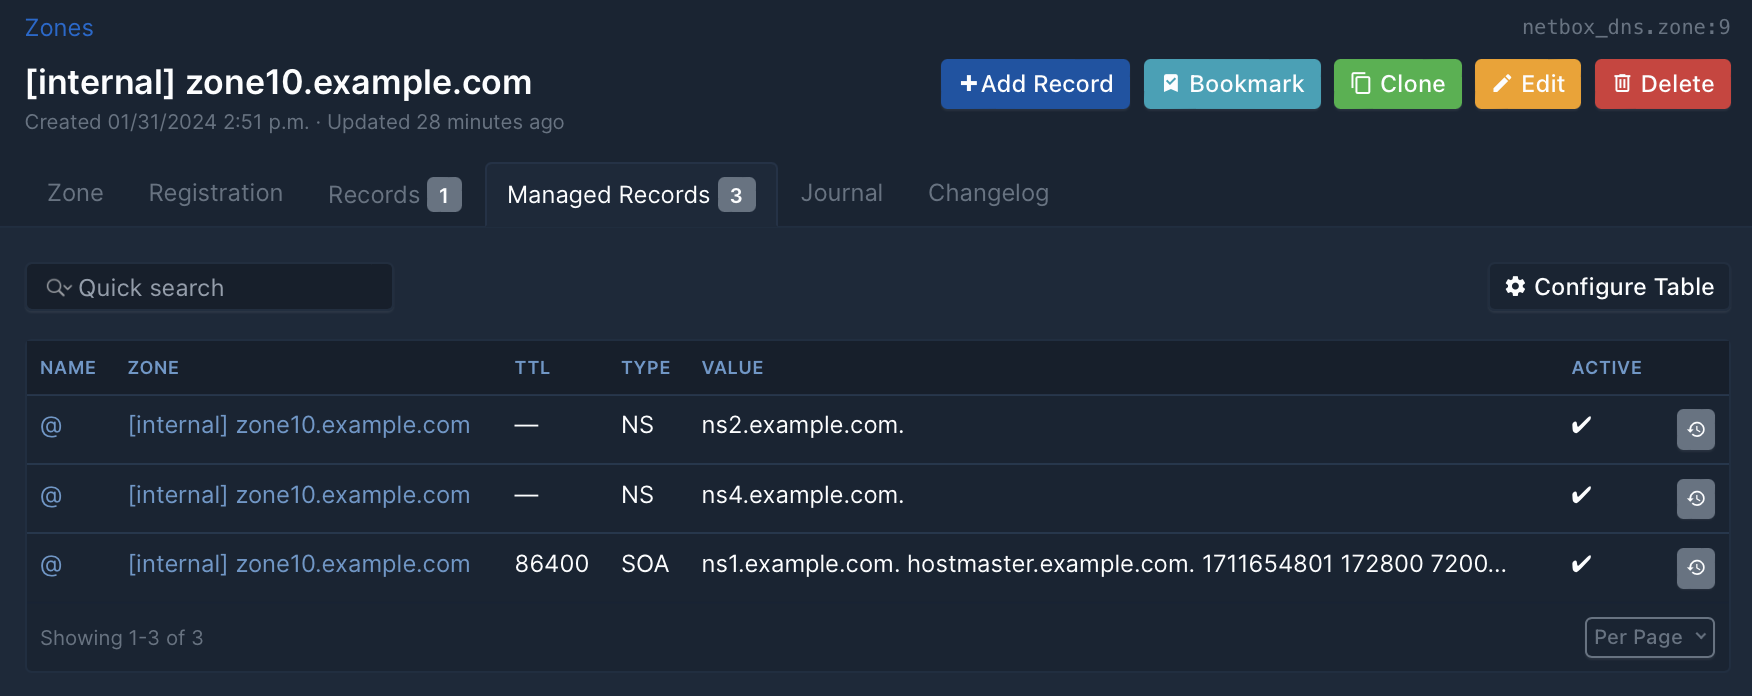 Zones
netbox_dns.zone:9
[internal] zone10.example.com
Add Record
Bookmark
Clone
Edit
Delete
Created 01/31/2024 2:51 p.m. · Updated 28 minutes ago
Zone
Registration
Records 1
Managed Records 3
Journal
Changelog
Quick search
Configure Table
NAME ZONE TTL TYPE VALUE ACTIVE
@ [internal] zone10.example.com — NS ns2.example.com. ✔
@ [internal] zone10.example.com — NS ns4.example.com. ✔
@ [internal] zone10.example.com 86400 SOA ns1.example.com. hostmaster.example.com. 1711654801 172800 7200... ✔
Showing 1-3 of 3
Per Page